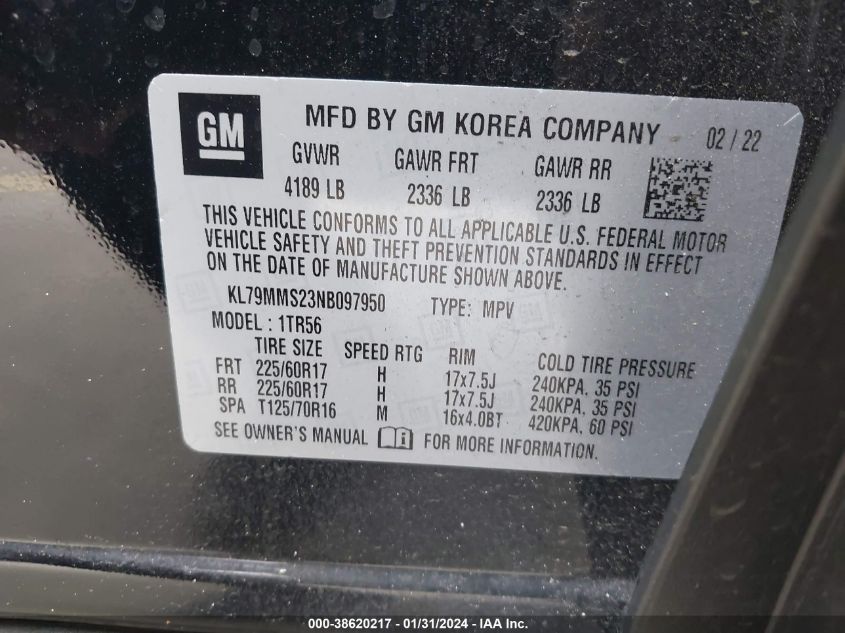 GM MFD BY GM KOREA COMPANY 02 / 22
GVWR GAWR FRT GAWR RR
4189 LB 2336 LB 2336 LB
THIS VEHICLE CONFORMS TO ALL APPLICABLE U.S. FEDERAL MOTOR
VEHICLE SAFETY AND THEFT PREVENTION STANDARDS IN EFFECT
ON THE DATE OF MANUFACTURE SHOWN ABOVE.
KL79MMS23NB097950 TYPE: MPV
MODEL : 1TR56
TIRE SIZE SPEED RTG RIM COLD TIRE PRESSURE
FRT 225/60R17 H 17x7.5J 240KPA, 35 PSI
RR 225/60R17 H 17x7.5J 240KPA, 35 PSI
SPA T125/70R16 M 16x4.0BT 420KPA, 60 PSI
SEE OWNER'S MANUAL i FOR MORE INFORMATION.
000-38620217 - 01/31/2024 - IAA Inc.